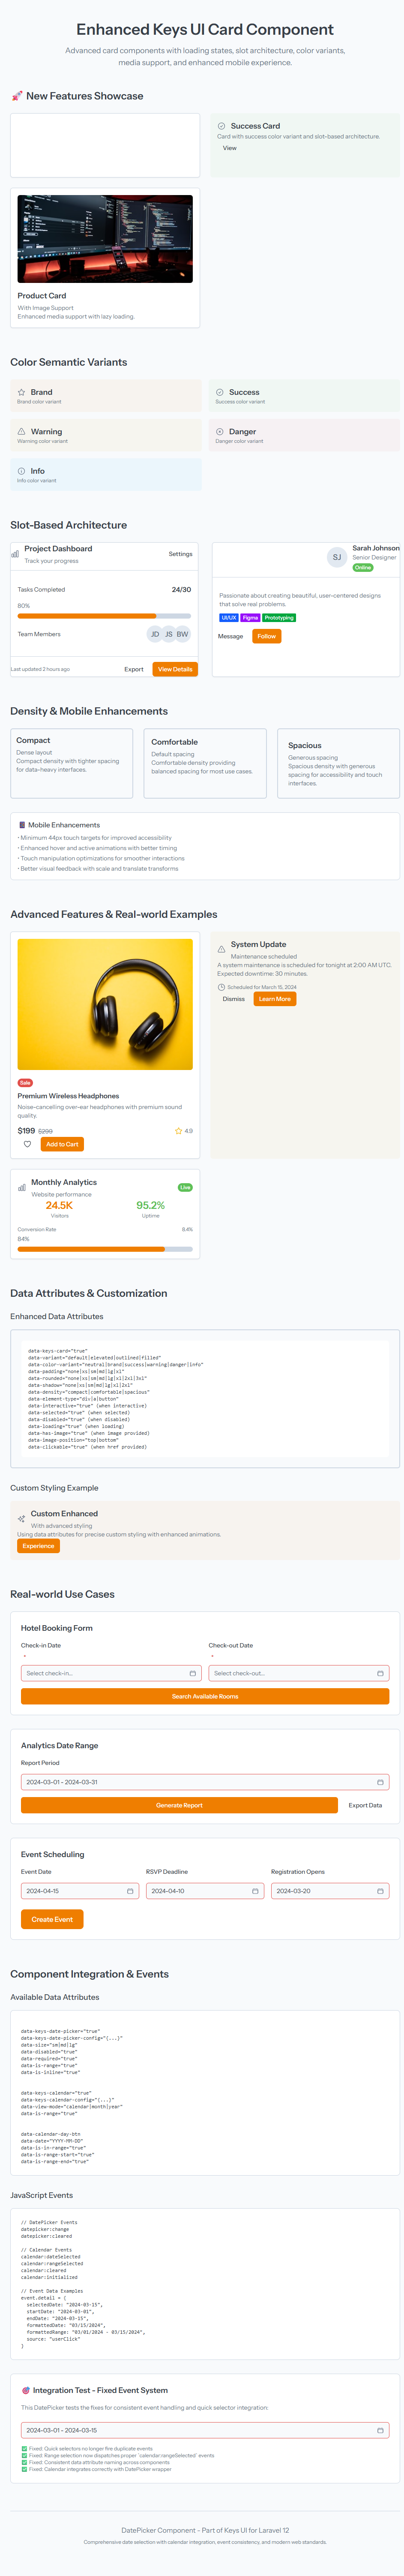 Enhanced Keys UI Card Component
Advanced card components with loading states, slot architecture, color variants,
media support, and enhanced mobile experience.
🚀 New Features Showcase
Success Card
Card with success color variant and slot-based architecture.
View
Product Card
With Image Support
Enhanced media support with lazy loading.
Color Semantic Variants
Brand
Brand color variant
Success
Success color variant
Warning
Warning color variant
Danger
Danger color variant
Info
Info color variant
Slot-Based Architecture
Project Dashboard
Track your progress
Settings
Tasks Completed
24/30
80%
Team Members
JD
JS
BW
Last updated 2 hours ago
Export
View Details
SJ
Sarah Johnson
Senior Designer
Online
Passionate about creating beautiful, user-centered designs
that solve real problems.
UI/UX
Figma
Prototyping
Message
Follow
Density & Mobile Enhancements
Compact
Dense layout
Compact density with tighter spacing
for data-heavy interfaces.
Comfortable
Default spacing
Comfortable density providing
balanced spacing for most use cases.
Spacious
Generous spacing
Spacious density with generous
spacing for accessibility and touch
interfaces.
📱 Mobile Enhancements
• Minimum 44px touch targets for improved accessibility
• Enhanced hover and active animations with better timing
• Touch manipulation optimizations for smoother interactions
• Better visual feedback with scale and translate transforms
Advanced Features & Real-world Examples
Sale
Premium Wireless Headphones
Noise-cancelling over-ear headphones with premium sound
quality.
$199
$299
4.9
Add to Cart
System Update
Maintenance scheduled
A system maintenance is scheduled for tonight at 2:00 AM UTC.
Expected downtime: 30 minutes.
Scheduled for March 15, 2024
Dismiss
Learn More
Monthly Analytics
Website performance
Live
24.5K
Visitors
95.2%
Uptime
Conversion Rate
8.4%
84%
Data Attributes & Customization
Enhanced Data Attributes
data-keys-card="true"
data-variant="default|elevated|outlined|filled"
data-color-variant="neutral|brand|success|warning|danger|info"
data-padding="none|xs|sm|md|lg|xl"
data-rounded="none|xs|sm|md|lg|xl|2xl|3xl"
data-shadow="none|xs|sm|md|lg|xl|2xl"
data-density="compact|comfortable|spacious"
data-element-type="div|a|button"
data-interactive="true" (when interactive)
data-selected="true" (when selected)
data-disabled="true" (when disabled)
data-loading="true" (when loading)
data-has-image="true" (when image provided)
data-image-position="top|bottom"
data-clickable="true" (when href provided)
Custom Styling Example
Custom Enhanced
With advanced styling
Using data attributes for precise custom styling with enhanced animations.
Experience
Real-world Use Cases
Hotel Booking Form
Check-in Date
*
Select check-in...
Check-out Date
*
Select check-out...
Search Available Rooms
Analytics Date Range
Report Period
2024-03-01 - 2024-03-31
Generate Report
Export Data
Event Scheduling
Event Date
2024-04-15
RSVP Deadline
2024-04-10
Registration Opens
2024-03-20
Create Event
Component Integration & Events
Available Data Attributes
data-keys-date-picker="true"
data-keys-date-picker-config="{...}"
data-size="sm|md|lg"
data-disabled="true"
data-required="true"
data-is-range="true"
data-is-inline="true"
data-keys-calendar="true"
data-keys-calendar-config="{...}"
data-view-mode="calendar|month|year"
data-is-range="true"
data-calendar-day-btn
data-date="YYYY-MM-DD"
data-is-in-range="true"
data-is-range-start="true"
data-is-range-end="true"
JavaScript Events
// DatePicker Events
datepicker:change
datepicker:cleared
// Calendar Events
calendar:dateSelected
calendar:rangeSelected
calendar:cleared
calendar:initialized
// Event Data Examples
event.detail = {
selectedDate: "2024-03-15",
startDate: "2024-03-01",
endDate: "2024-03-15",
formattedDate: "03/15/2024",
formattedRange: "03/01/2024 - 03/15/2024",
source: "userClick"
}
🎯 Integration Test - Fixed Event System
This DatePicker tests the fixes for consistent event handling and quick selector integration:
2024-03-01 - 2024-03-15
✅ Fixed: Quick selectors no longer fire duplicate events
✅ Fixed: Range selection now dispatches proper `calendar:rangeSelected` events
✅ Fixed: Consistent data attribute naming across components
✅ Fixed: Calendar integrates correctly with DatePicker wrapper
DatePicker Component - Part of Keys UI for Laravel 12
Comprehensive date selection with calendar integration, event consistency, and modern web standards.